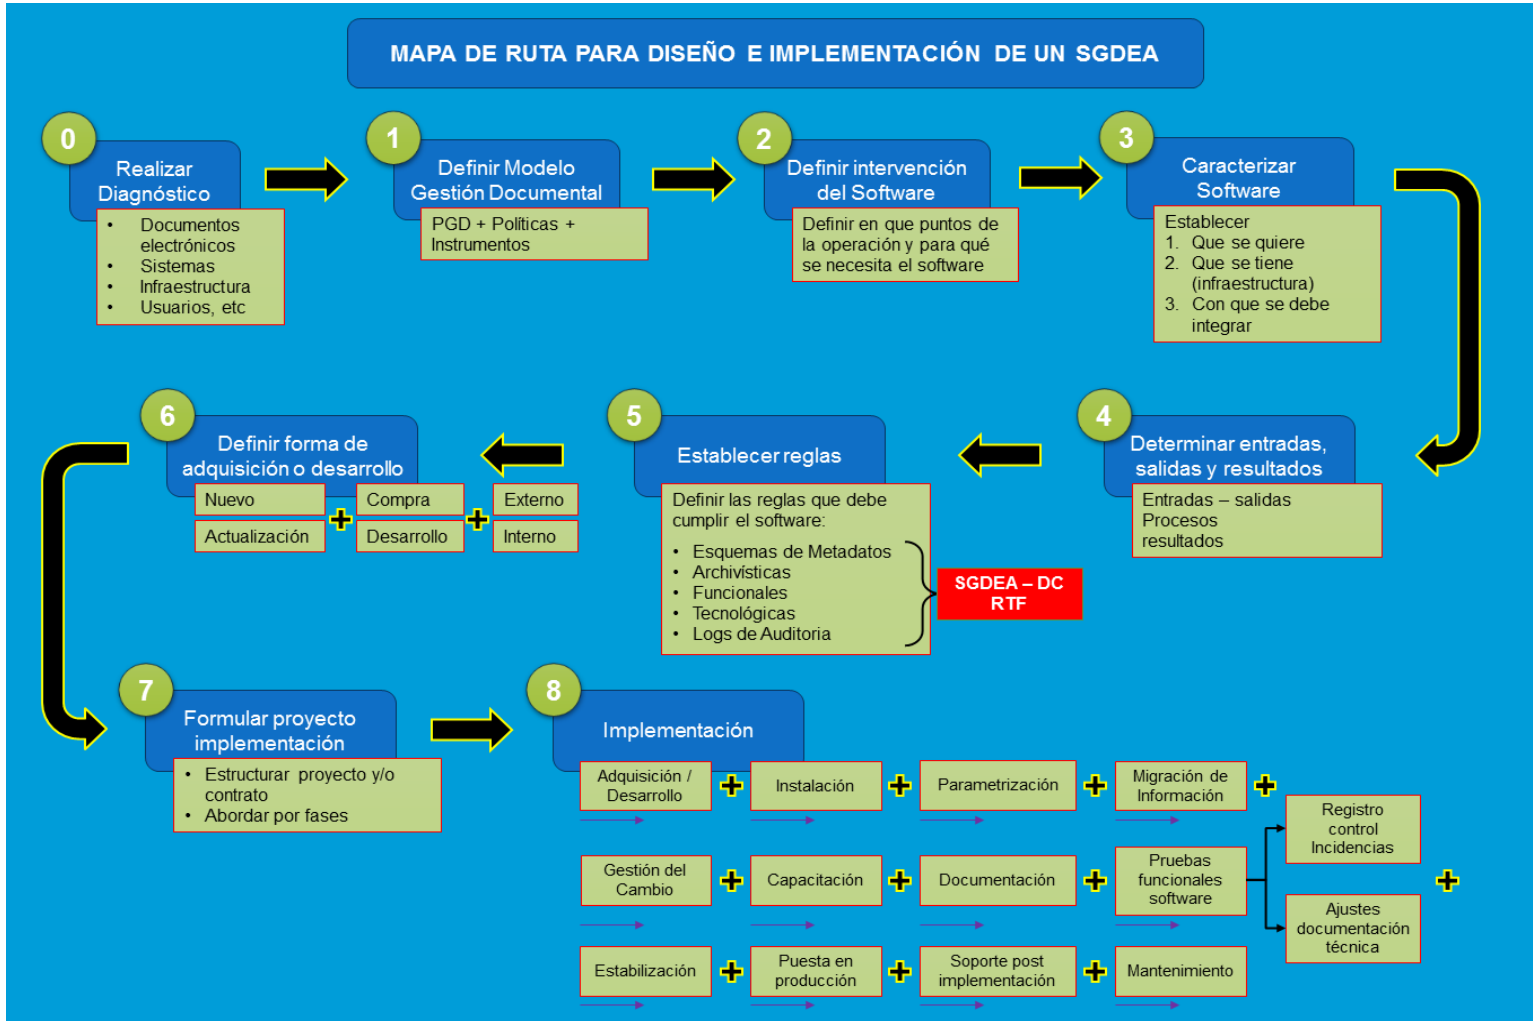 MAPA DE RUTA PARA DISEÑO E IMPLEMENTACIÓN DE UN SGDEA
0
Realizar
Diagnóstico
• Documentos
electrónicos
• Sistemas
• Infraestructura
• Usuarios, etc
1
Definir Modelo
Gestión Documental
PGD + Políticas +
Instrumentos
2
Definir intervención
del Software
Definir en que puntos de
la operación y para qué
se necesita el software
3
Caracterizar
Software
Establecer
1. Que se quiere
2. Que se tiene
(infraestructura)
3. Con que se debe
integrar
4
Determinar entradas,
salidas y resultados
Entradas – salidas
Procesos
resultados
5
Establecer reglas
Definir las reglas que debe
cumplir el software:
• Esquemas de Metadatos
• Archivísticas
• Funcionales
• Tecnológicas
• Logs de Auditoria
SGDEA – DC
RTF
6
Definir forma de
adquisición o desarrollo
Nuevo
Actualización
+
Compra
Desarrollo
+
Externo
Interno
7
Formular proyecto
implementación
• Estructurar proyecto y/o
contrato
• Abordar por fases
8
Implementación
Adquisición /
Desarrollo
+
Instalación
+
Parametrización
+
Migración de
Información
+
Gestión del
Cambio
+
Capacitación
+
Documentación
+
Pruebas
funcionales
software
Registro
control
Incidencias
Ajustes
documentación
técnica
+
Estabilización
+
Puesta en
producción
+
Soporte post
implementación
+
Mantenimiento